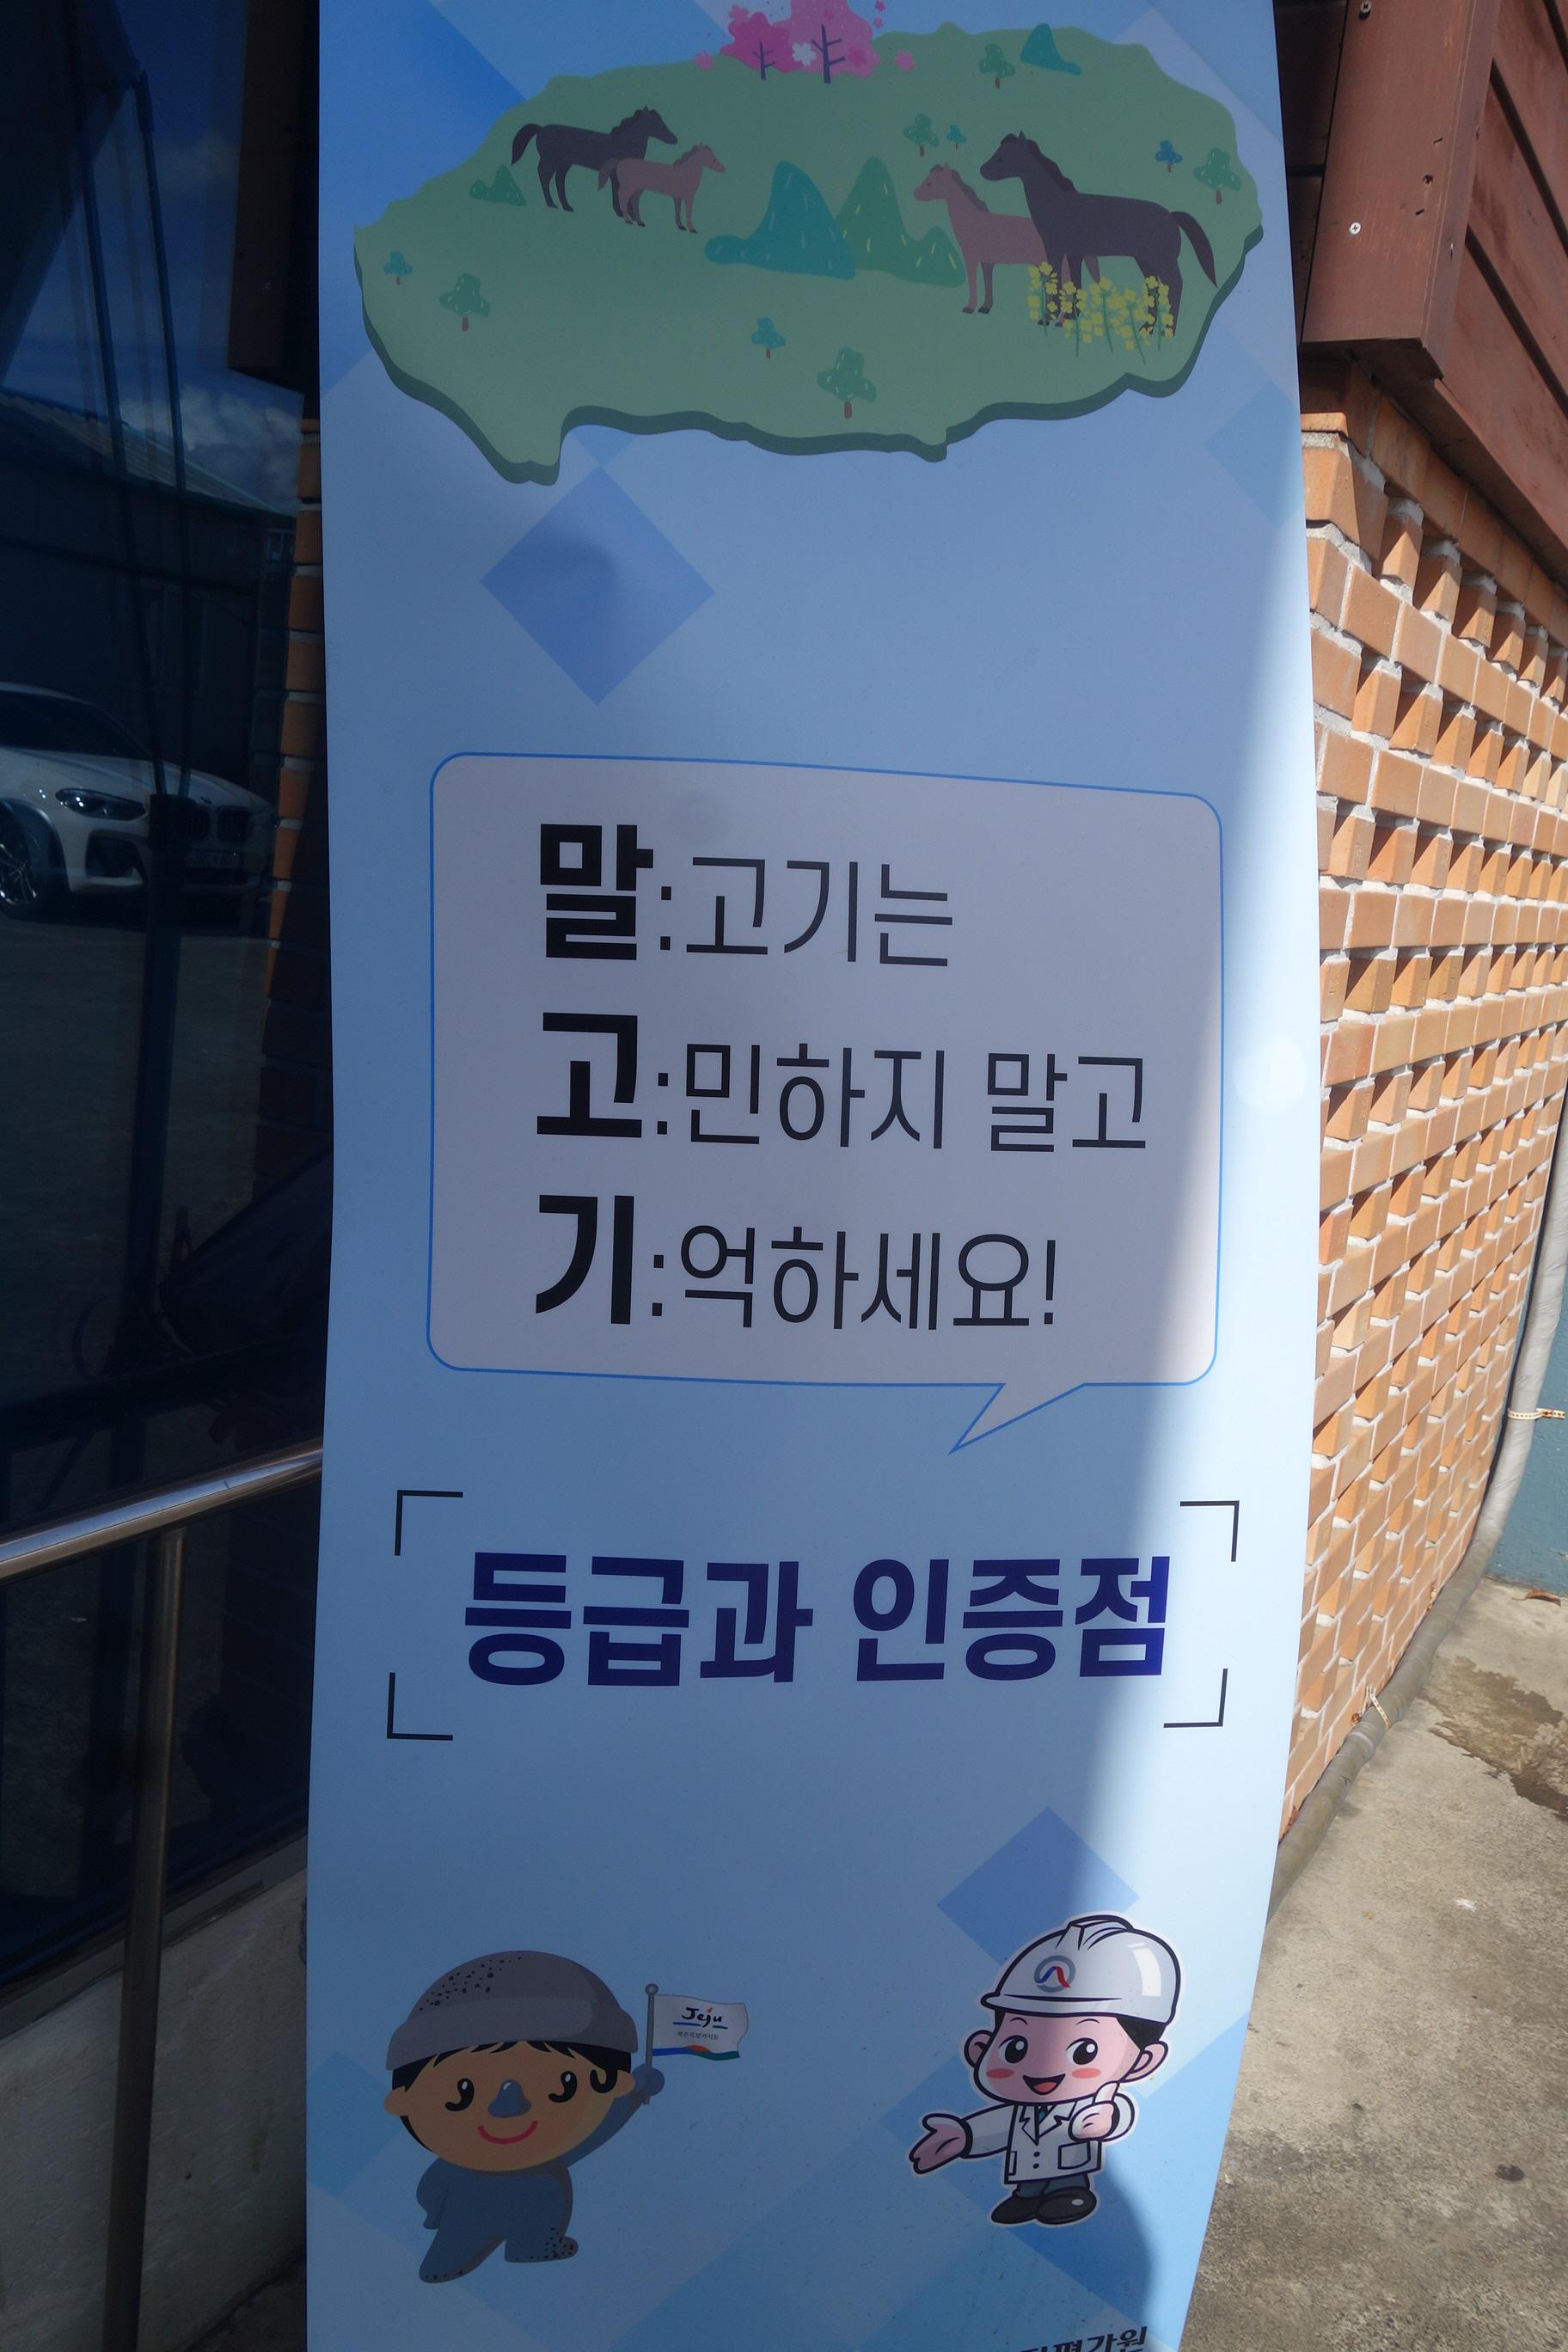 말:고기는
고:민하지 말고
기:억하세요!
등급과 인증점
Jeju